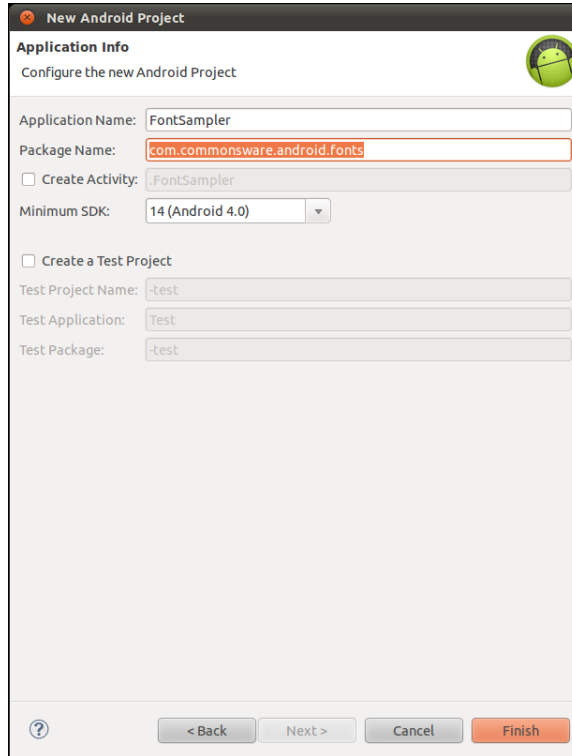 New Android Project
Application Info
Configure the new Android Project
Application Name: FontSampler
Package Name: com.commonsware.android.fonts
Create Activity: .FontSampler
Minimum SDK: 14 (Android 4.0)
Create a Test Project
Test Project Name: -test
Test Application: Test
Test Package: -test
? < Back Next > Cancel Finish